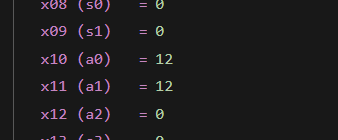 x08 (s0) = 0
x09 (s1) = 0
x10 (a0) = 12
x11 (a1) = 12
x12 (a2) = 0